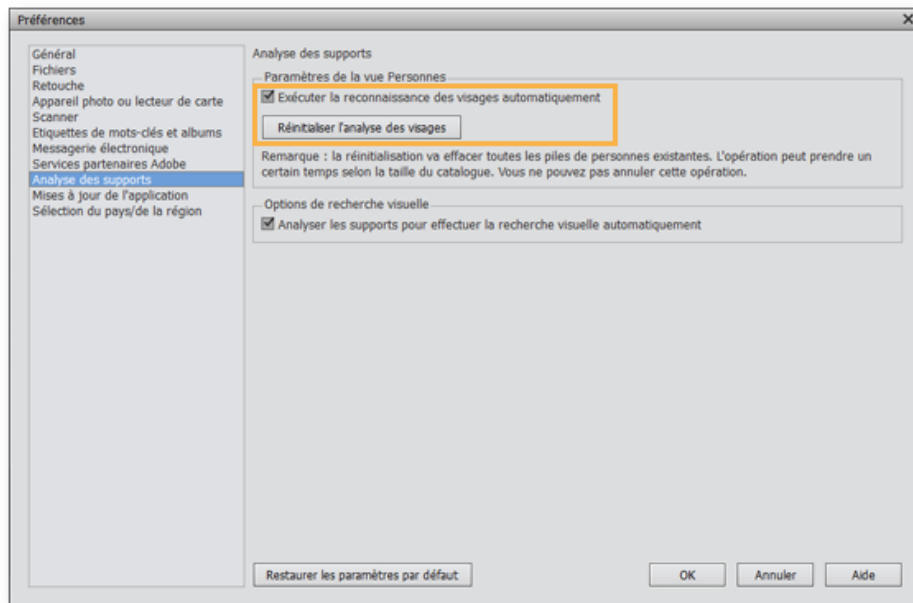 Préférences
Général
Fichiers
Retouche
Appareil photo ou lecteur de carte
Scanner
Etiquettes de mots-clés et albums
Messagerie électronique
Services partenaires Adobe
Analyse des supports
Mises à jour de l'application
Sélection du pays/de la région
Analyse des supports
Paramètres de la vue Personnes
Exécuter la reconnaissance des visages automatiquement
Réinitialiser l'analyse des visages
Remarque : la réinitialisation va effacer toutes les piles de personnes existantes. L'opération peut prendre un
certain temps selon la taille du catalogue. Vous ne pouvez pas annuler cette opération.
Options de recherche visuelle
Analyser les supports pour effectuer la recherche visuelle automatiquement
Restaurer les paramètres par défaut
OK
Annuler
Aide